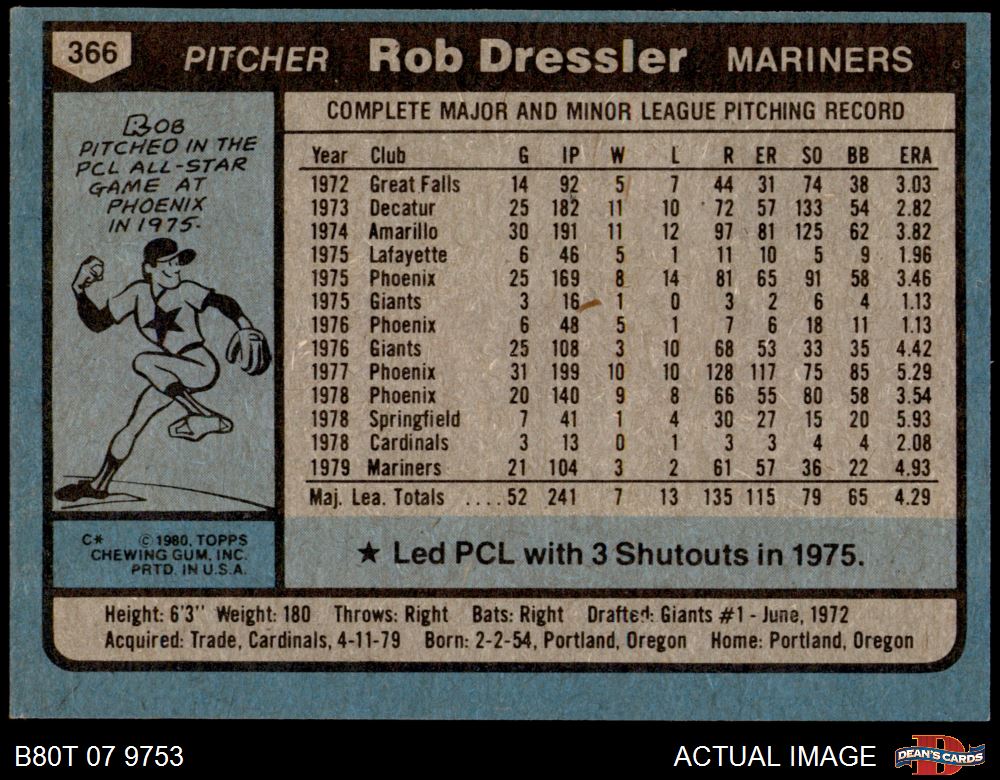 366 PITCHER Rob Dressler MARINERS
ROB
PITCHED IN THE
PCL ALL-STAR
GAME AT
PHOENIX
IN 1975.
COMPLETE MAJOR AND MINOR LEAGUE PITCHING RECORD
Year Club G IP W L R ER SO BB ERA
1972 Great Falls 14 92 5 7 44 31 74 38 3.03
1973 Decatur 25 182 11 10 72 57 133 54 2.82
1974 Amarillo 30 191 11 12 97 81 125 62 3.82
1975 Lafayette 6 46 5 1 11 10 5 9 1.96
1975 Phoenix 25 169 8 14 81 65 91 58 3.46
1975 Giants 3 16 1 0 3 2 6 4 1.13
1976 Phoenix 6 48 5 1 7 6 18 11 1.13
1976 Giants 25 108 3 10 68 53 33 35 4.42
1977 Phoenix 31 199 10 10 128 117 75 85 5.29
1978 Phoenix 20 140 9 8 66 55 80 58 3.54
1978 Springfield 7 41 1 4 30 27 15 20 5.93
1978 Cardinals 3 13 0 1 3 3 4 4 2.08
1979 Mariners 21 104 3 2 61 57 36 22 4.93
Maj. Lea. Totals ....52 241 7 13 135 115 79 65 4.29
C* © 1980, TOPPS
CHEWING GUM, INC.
PRTD. IN U.S.A.
★ Led PCL with 3 Shutouts in 1975.
Height: 6'3" Weight: 180 Throws: Right Bats: Right Drafted: Giants #1 - June, 1972
Acquired: Trade, Cardinals, 4-11-79 Born: 2-2-54, Portland, Oregon Home: Portland, Oregon
B80T 07 9753
ACTUAL IMAGE
D
DEAN'S CARDS